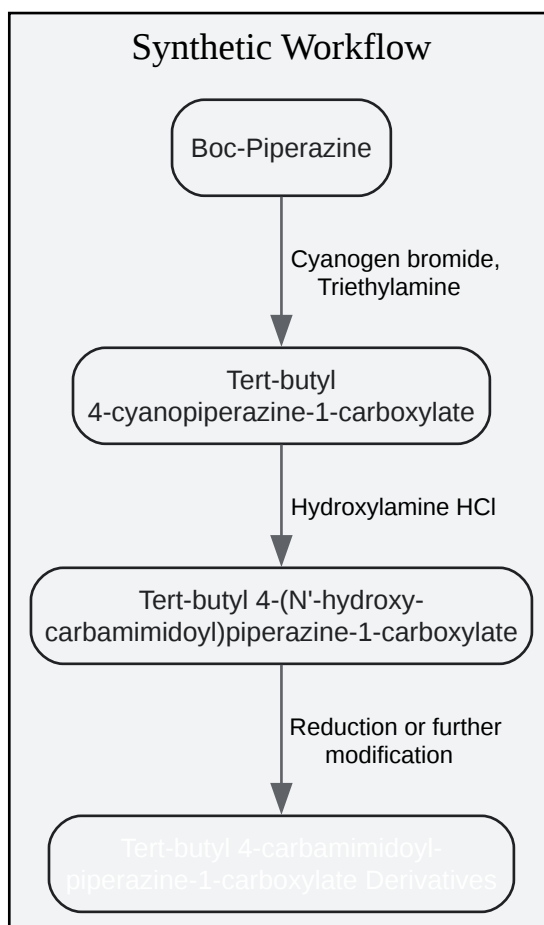 Synthetic Workflow
Boc-Piperazine
Cyanogen bromide,
Triethylamine
Tert-butyl
4-cyanopiperazine-1-carboxylate
Hydroxylamine HCl
Tert-butyl 4-(N'-hydroxy-
carbamimidoyl)piperazine-1-carboxylate
Reduction or further
modification
Tert-butyl 4-carbamimidoyl-
piperazine-1-carboxylate Derivatives